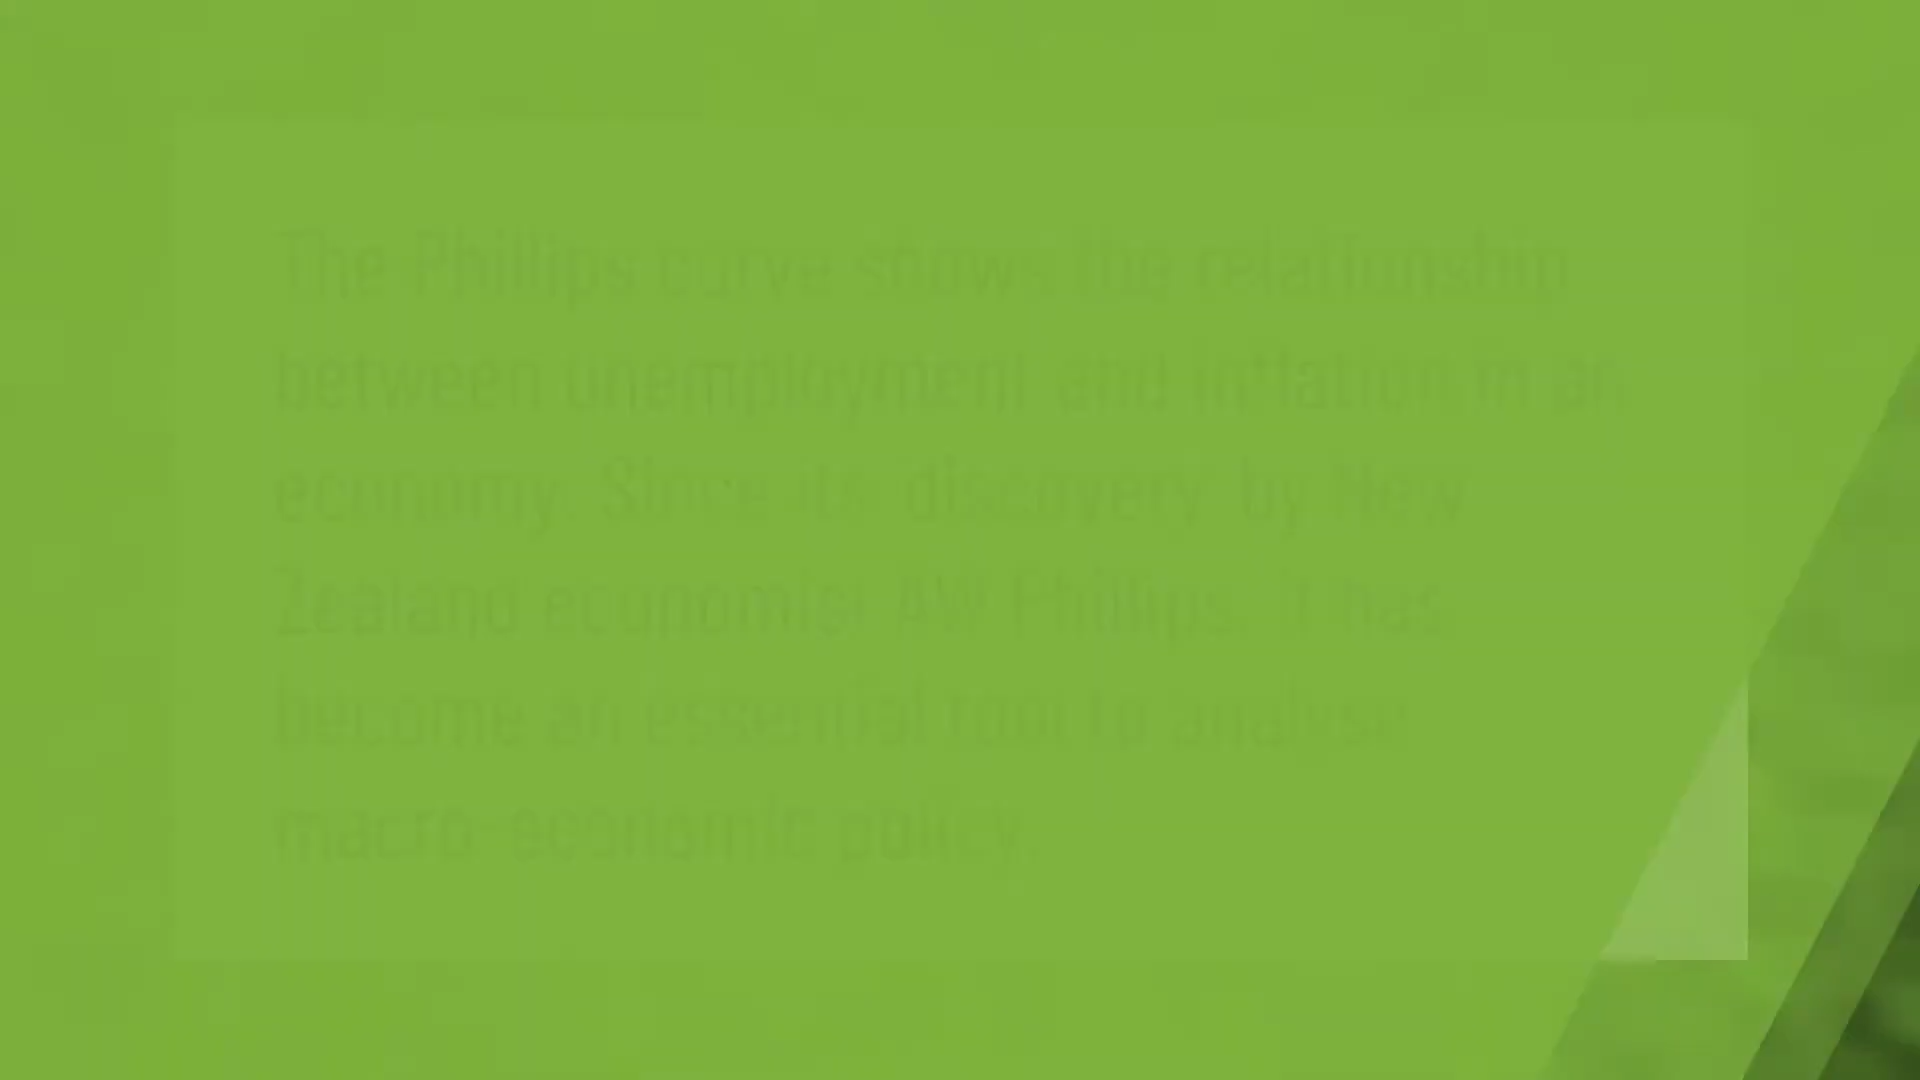 The Phillips curve shows the relationship
between unemployment and inflation in an
economy. Since its discovery by New
Zealand economist AW Phillips, it has
become an essential tool to analyse
macro-economic policy.